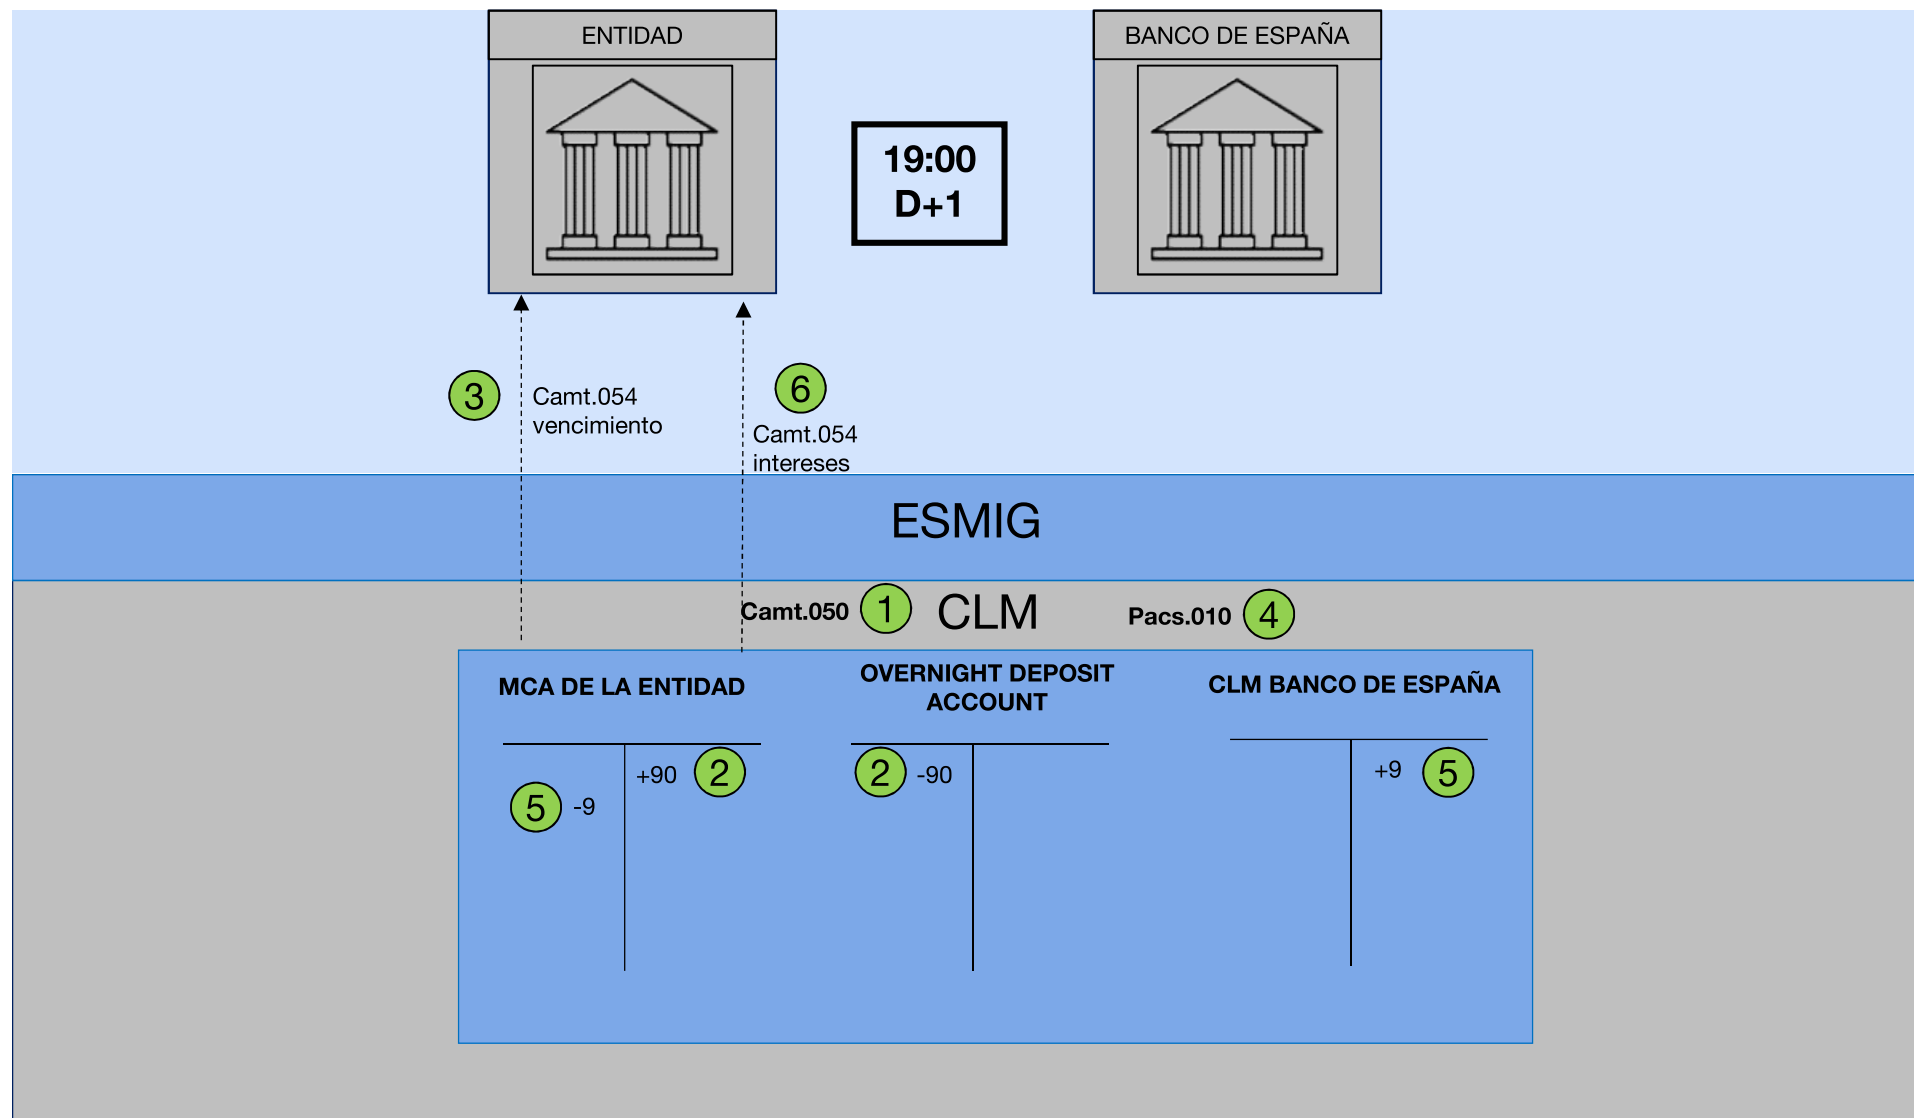 ENTIDAD
BANCO DE ESPAÑA
19:00
D+1
3
Camt.054
vencimiento
6
Camt.054
intereses
ESMIG
Camt.050
1
CLM
Pacs.010
4
MCA DE LA ENTIDAD
OVERNIGHT DEPOSIT
ACCOUNT
CLM BANCO DE ESPAÑA
+90
2
5
-9
2
-90
+9
5